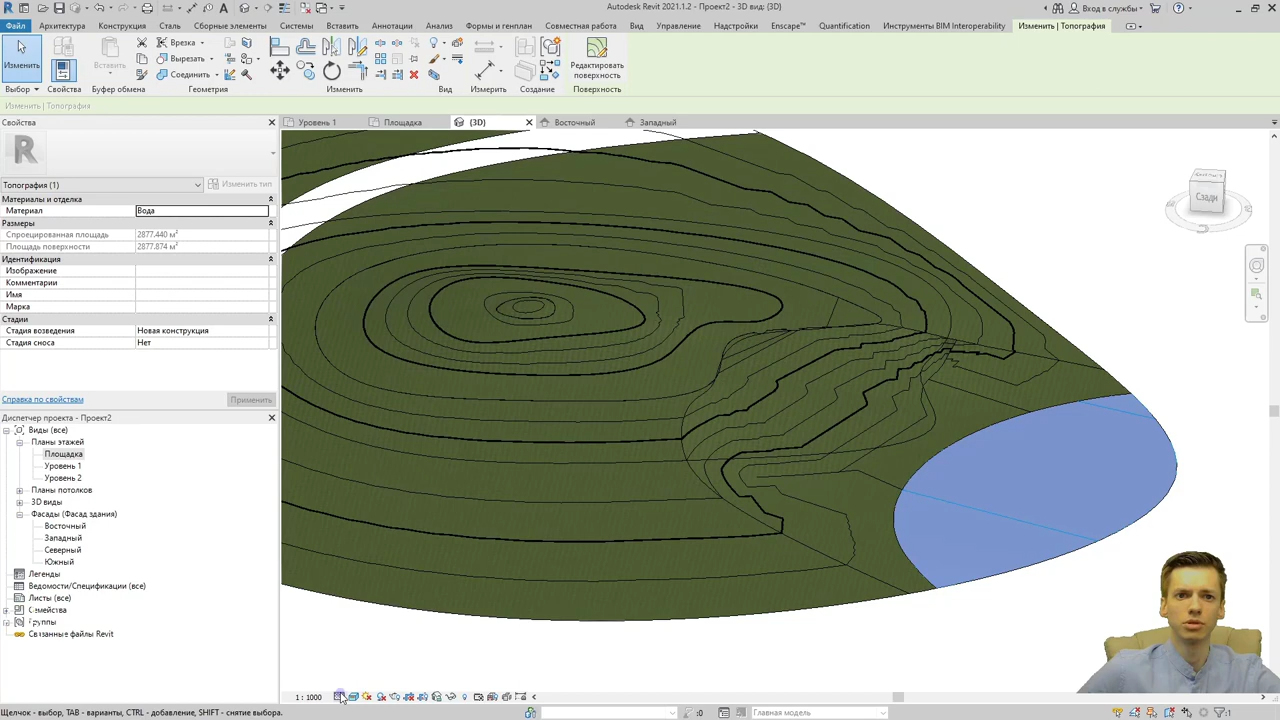 Autodesk Revit 2021.1.2 - Проект2 - 3D вид: {3D}
Вход в службы
Файл
Архитектура
Конструкция
Сталь
Сборные элементы
Системы
Вставить
Аннотации
Анализ
Формы и генплан
Совместная работа
Вид
Управление
Надстройки
Enscape™
Quantification
Инструменты BIM Interoperability
Изменить | Топография
Врезка
Вырезать
Соединить
Изменить
Вставить
Редактировать
поверхность
Выбор
Свойства
Буфер обмена
Геометрия
Изменить
Вид
Измерить
Создание
Поверхность
Изменить | Топография
Свойства
Уровень 1
Площадка
{3D}
Восточный
Западный
Топография (1)
Изменить тип
Материалы и отделка
Материал
Вода
Размеры
Спроецированная площадь
2877.440 м²
Площадь поверхности
2877.874 м²
Идентификация
Изображение
Комментарии
Имя
Марка
Стадии
Стадия возведения
Новая конструкция
Стадия сноса
Нет
Справка по свойствам
Применить
Диспетчер проекта - Проект2
Виды (все)
Планы этажей
Площадка
Уровень 1
Уровень 2
Планы потолков
3D виды
Фасады (Фасад здания)
Восточный
Западный
Северный
Южный
Легенды
Ведомости/Спецификации (все)
Листы (все)
Семейства
Группы
Связанные файлы Revit
Сзади
1 : 1000
Щелчок - выбор, TAB - варианты, CTRL - добавление, SHIFT - снятие выбора.
:0
Главная модель
:1